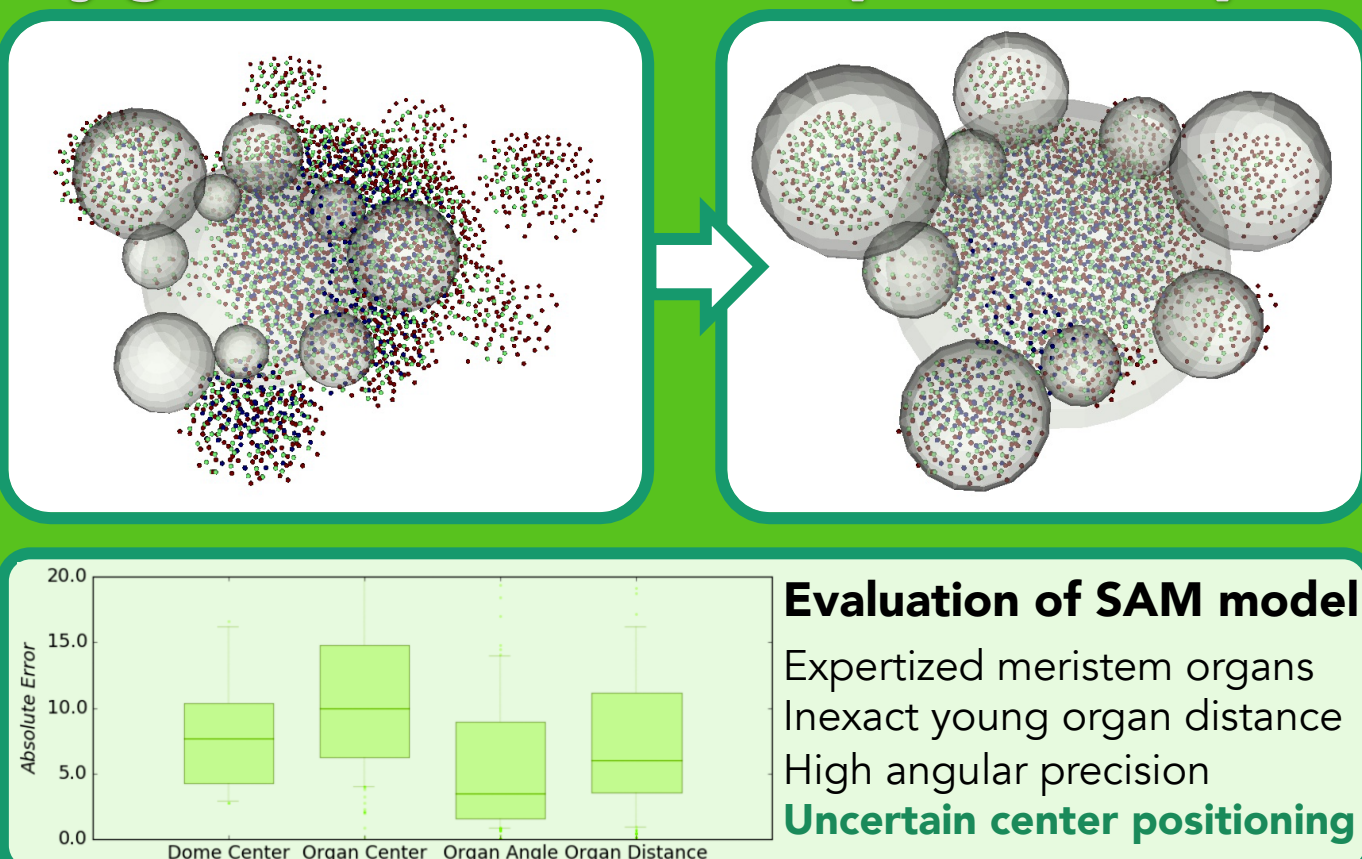 20.0
15.0
10.0
5.0
0.0
Absolute Error
Dome Center Organ Center Organ Angle Organ Distance
Evaluation of SAM model
Expertized meristem organs
Inexact young organ distance
High angular precision
Uncertain center positioning